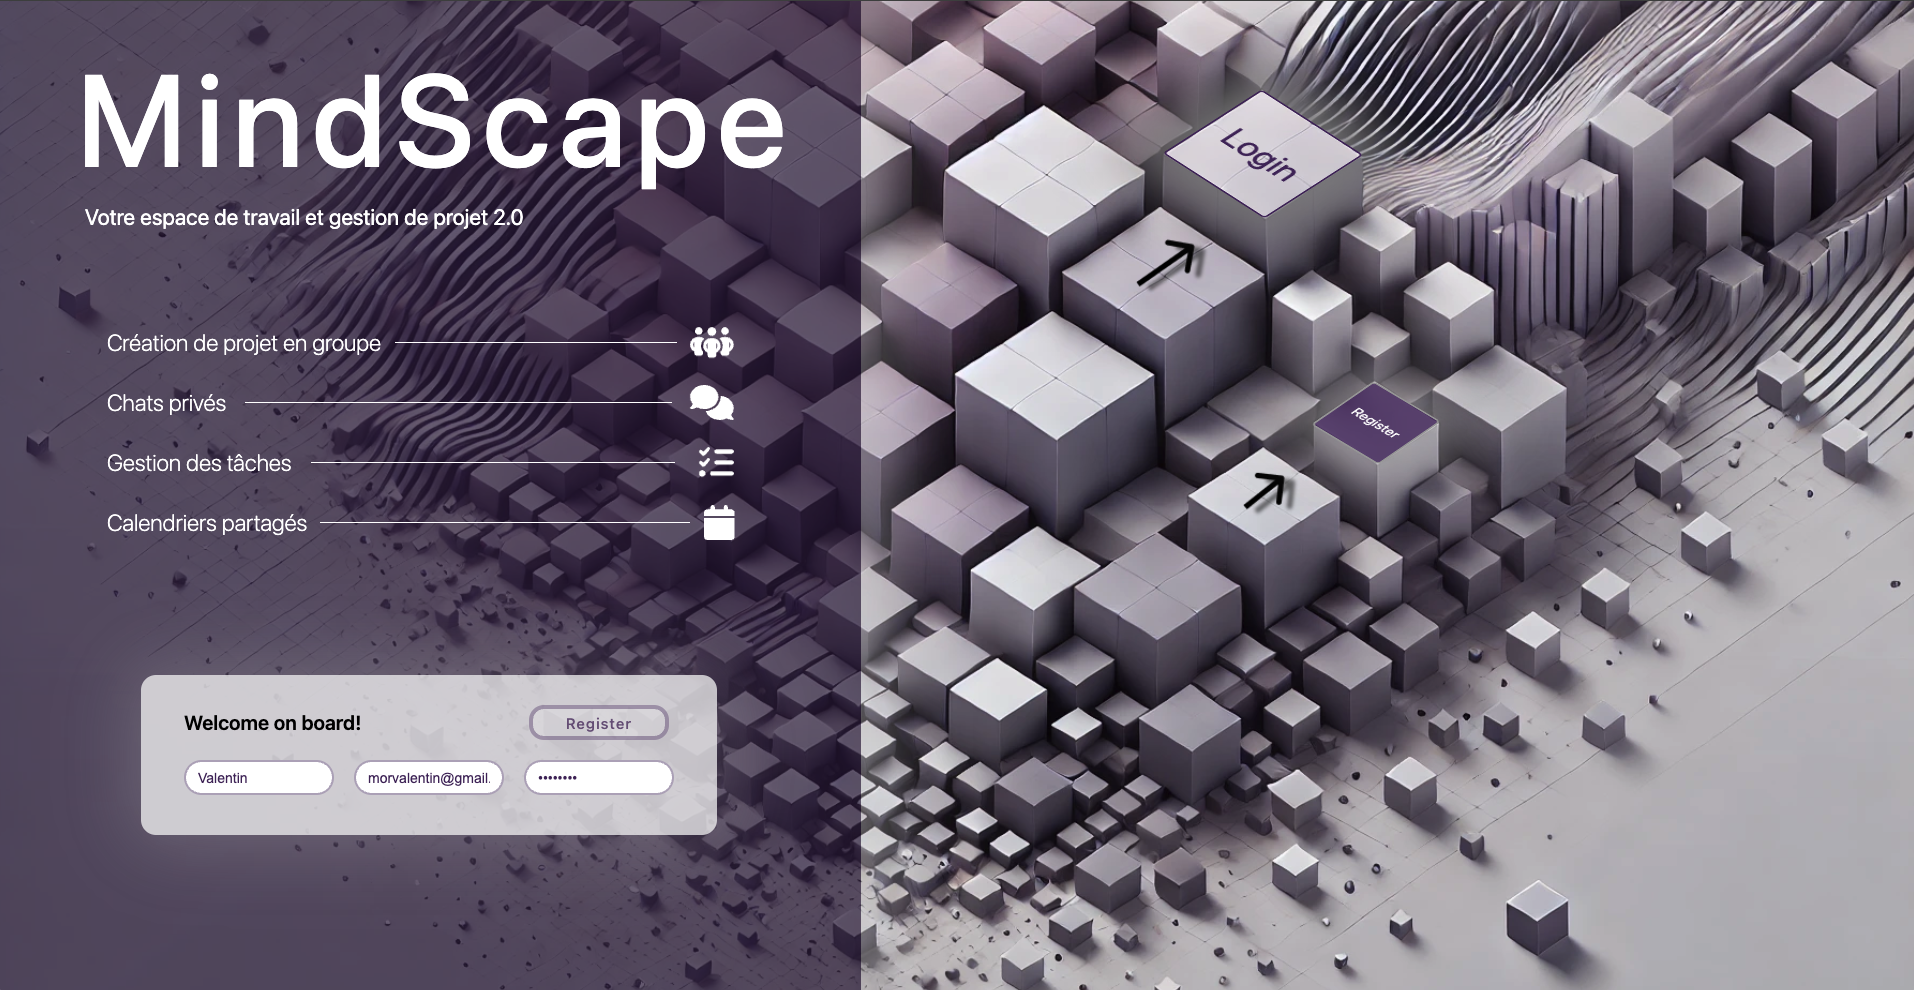 MindScape
Votre espace de travail et gestion de projet 2.0
Création de projet en groupe
Chats privés
Gestion des tâches
Calendriers partagés
Welcome on board!
Register
Valentin
morvalentin@gmail.
••••••••
Login
Register